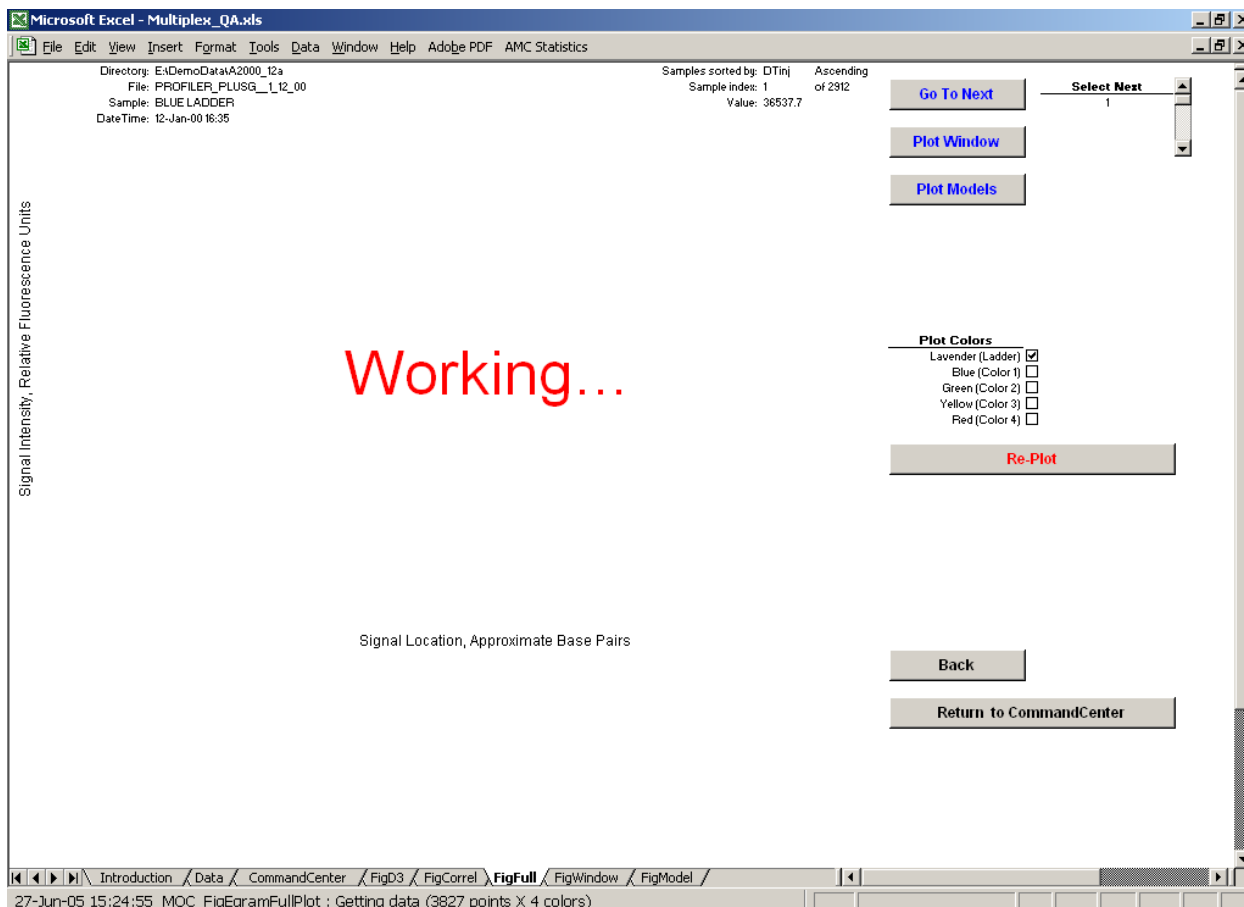 Microsoft Excel - Multiplex_QA.xls
File Edit View Insert Format Tools Data Window Help Adobe PDF AMC Statistics
Directory: E:\DemoData\A2000_12a
File: PROFILER_PLUSG__1_12_00
Sample: BLUE LADDER
DateTime: 12-Jan-00 16:35
Samples sorted by: DTinj Ascending
Sample index: 1 of 2912
Value: 36537.7
Go To Next
Select Next
1
Plot Window
Plot Models
Signal Intensity, Relative Fluorescence Units
Working...
Plot Colors
Lavender (Ladder)
Blue (Color 1)
Green (Color 2)
Yellow (Color 3)
Red (Color 4)
Re-Plot
Signal Location, Approximate Base Pairs
Back
Return to CommandCenter
Introduction Data CommandCenter FigD3 FigCorrel FigFull FigWindow FigModel
27-Jun-05 15:24:55 MOC_FigEgramFullPlot : Getting data (3827 points X 4 colors)